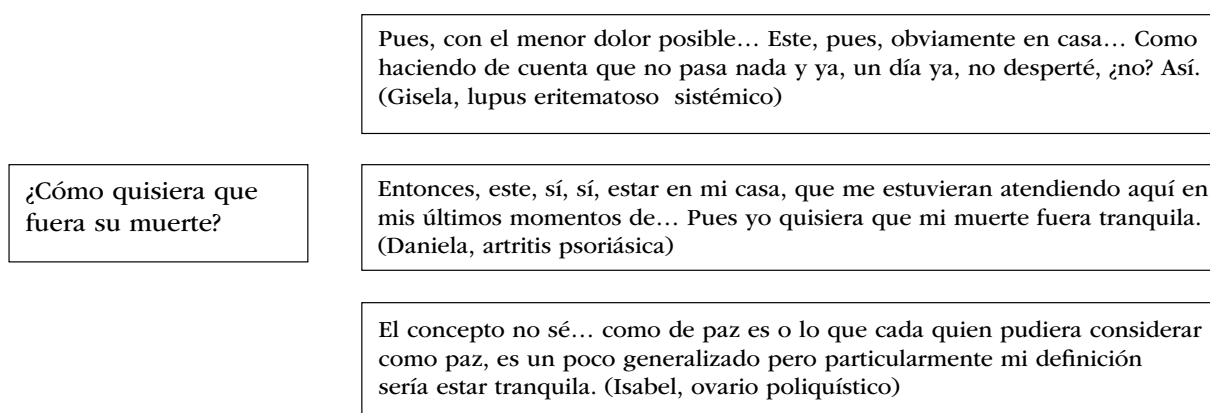 Pues, con el menor dolor posible… Este, pues, obviamente en casa… Como
haciendo de cuenta que no pasa nada y ya, un día ya, no desperté, ¿no? Así.
(Gisela, lupus eritematoso sistémico)
¿Cómo quisiera que
fuera su muerte?
Entonces, este, sí, sí, estar en mi casa, que me estuvieran atendiendo aquí en
mis últimos momentos de… Pues yo quisiera que mi muerte fuera tranquila.
(Daniela, artritis psoriásica)
El concepto no sé… como de paz es o lo que cada quien pudiera considerar
como paz, es un poco generalizado pero particularmente mi definición
sería estar tranquila. (Isabel, ovario poliquístico)